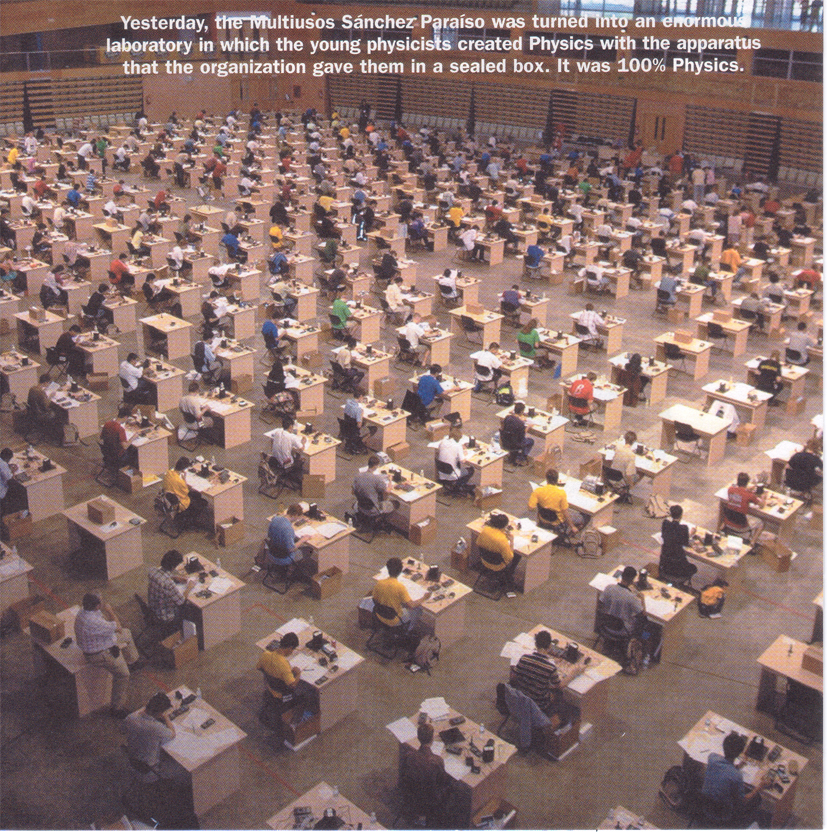 Yesterday, the Multiusos Sánchez Paraíso was turned into an enormous
laboratory in which the young physicists created Physics with the apparatus
that the organization gave them in a sealed box. It was 100% Physics.